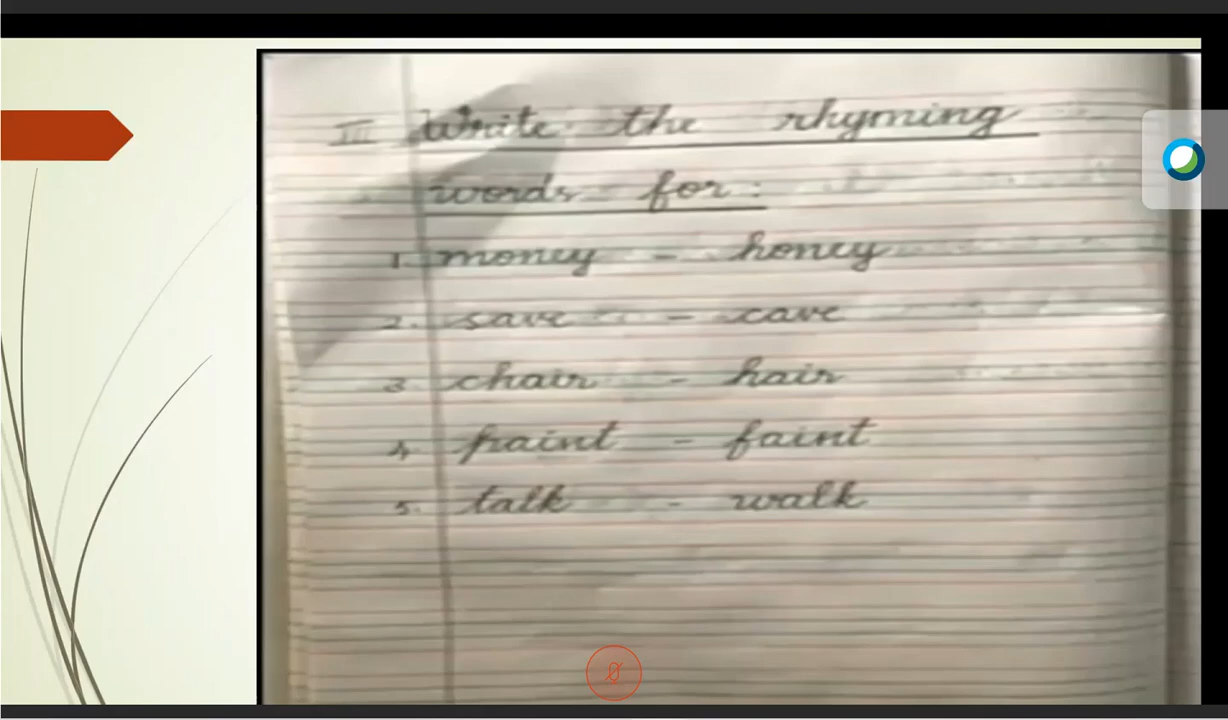 III Write the rhyming
words for :
1. money - honey
2. save - cave
3. chair - hair
4. paint - faint
5. talk - walk